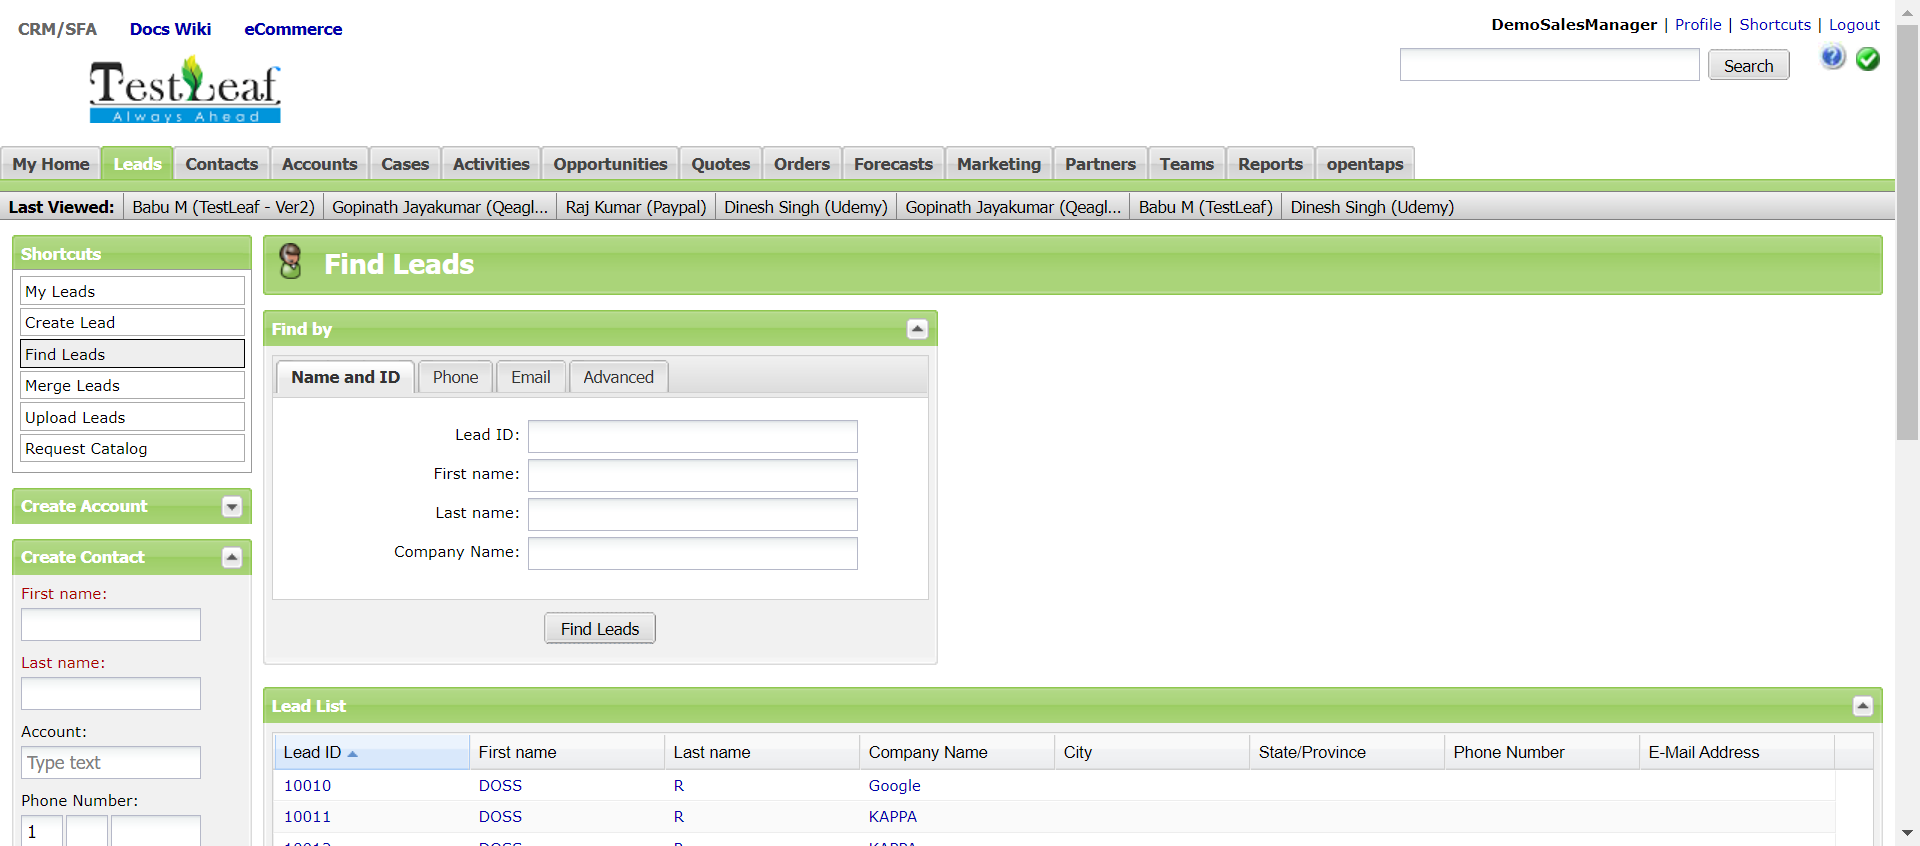 CRM/SFA Docs Wiki eCommerce
DemoSalesManager | Profile | Shortcuts | Logout
Search
TestLeaf
Always Ahead
My Home Leads Contacts Accounts Cases Activities Opportunities Quotes Orders Forecasts Marketing Partners Teams Reports opentaps
Last Viewed: Babu M (TestLeaf - Ver2) Gopinath Jayakumar (Qeagl... Raj Kumar (Paypal) Dinesh Singh (Udemy) Gopinath Jayakumar (Qeagl... Babu M (TestLeaf) Dinesh Singh (Udemy)
Shortcuts
My Leads
Create Lead
Find Leads
Merge Leads
Upload Leads
Request Catalog
Create Account
Create Contact
First name:
Last name:
Account:
Type text
Phone Number:
1
Find Leads
Find by
Name and ID Phone Email Advanced
Lead ID:
First name:
Last name:
Company Name:
Find Leads
Lead List
Lead ID First name Last name Company Name City State/Province Phone Number E-Mail Address
10010 DOSS R Google
10011 DOSS R KAPPA